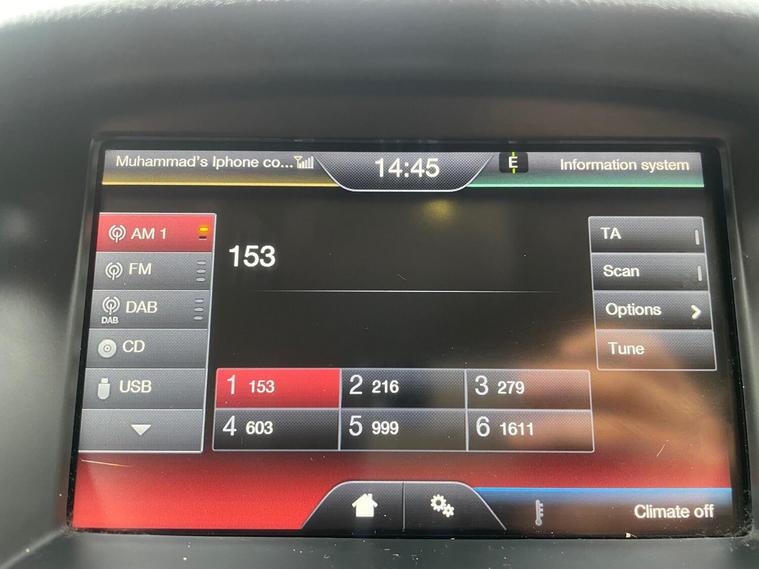 Muhammad's Iphone co...
14:45
E
Information system
AM 1
FM
DAB
DAB
CD
USB
153
TA
Scan
Options
Tune
1 153
2 216
3 279
4 603
5 999
6 1611
Climate off